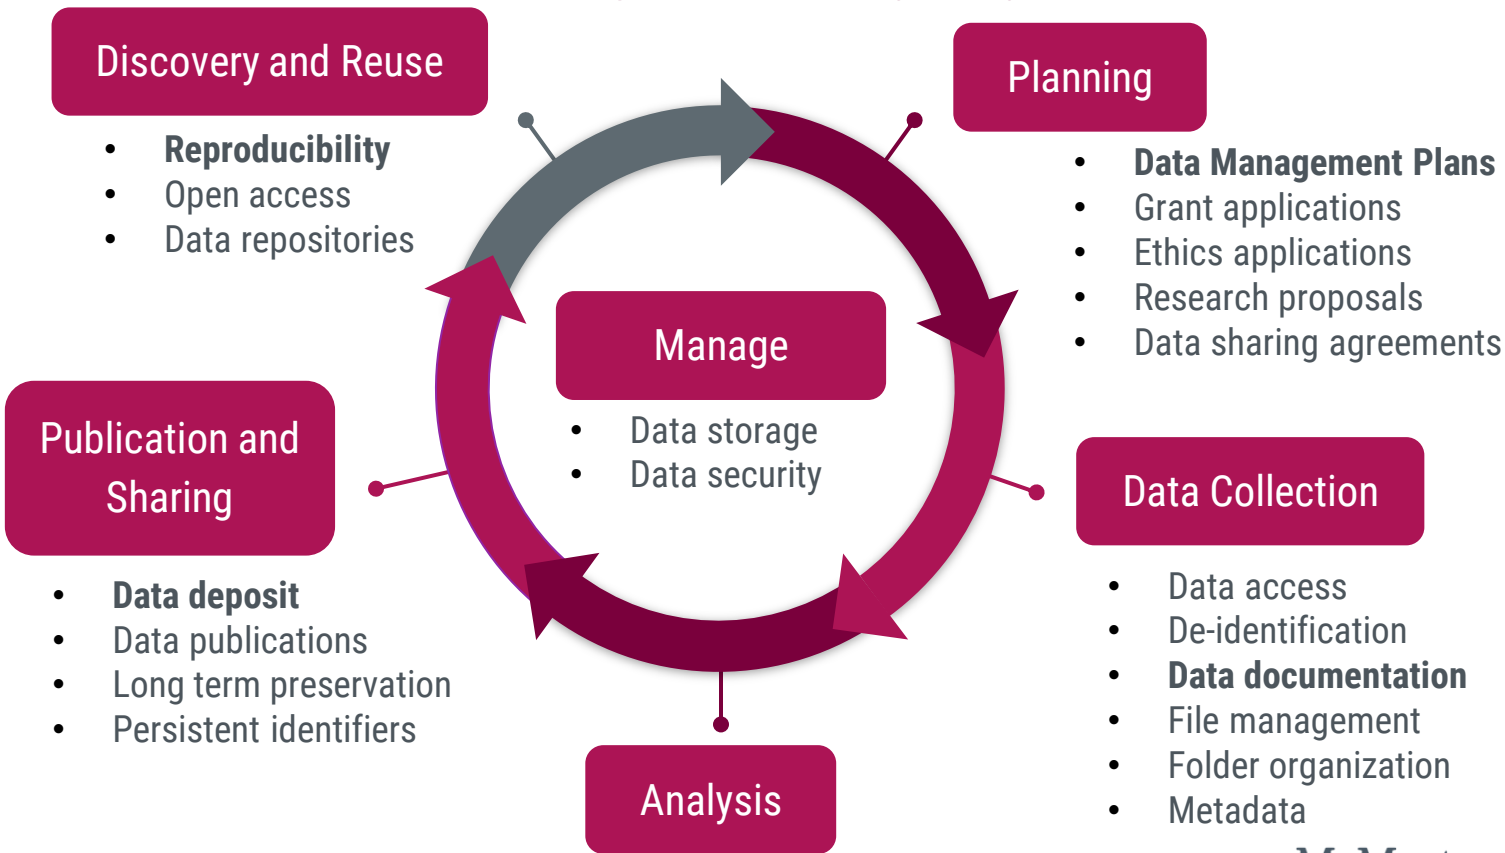 Discovery and Reuse
• Reproducibility
• Open access
• Data repositories
Planning
• Data Management Plans
• Grant applications
• Ethics applications
• Research proposals
• Data sharing agreements
Manage
• Data storage
• Data security
Publication and
Sharing
• Data deposit
• Data publications
• Long term preservation
• Persistent identifiers
Data Collection
• Data access
• De-identification
• Data documentation
• File management
• Folder organization
• Metadata
Analysis